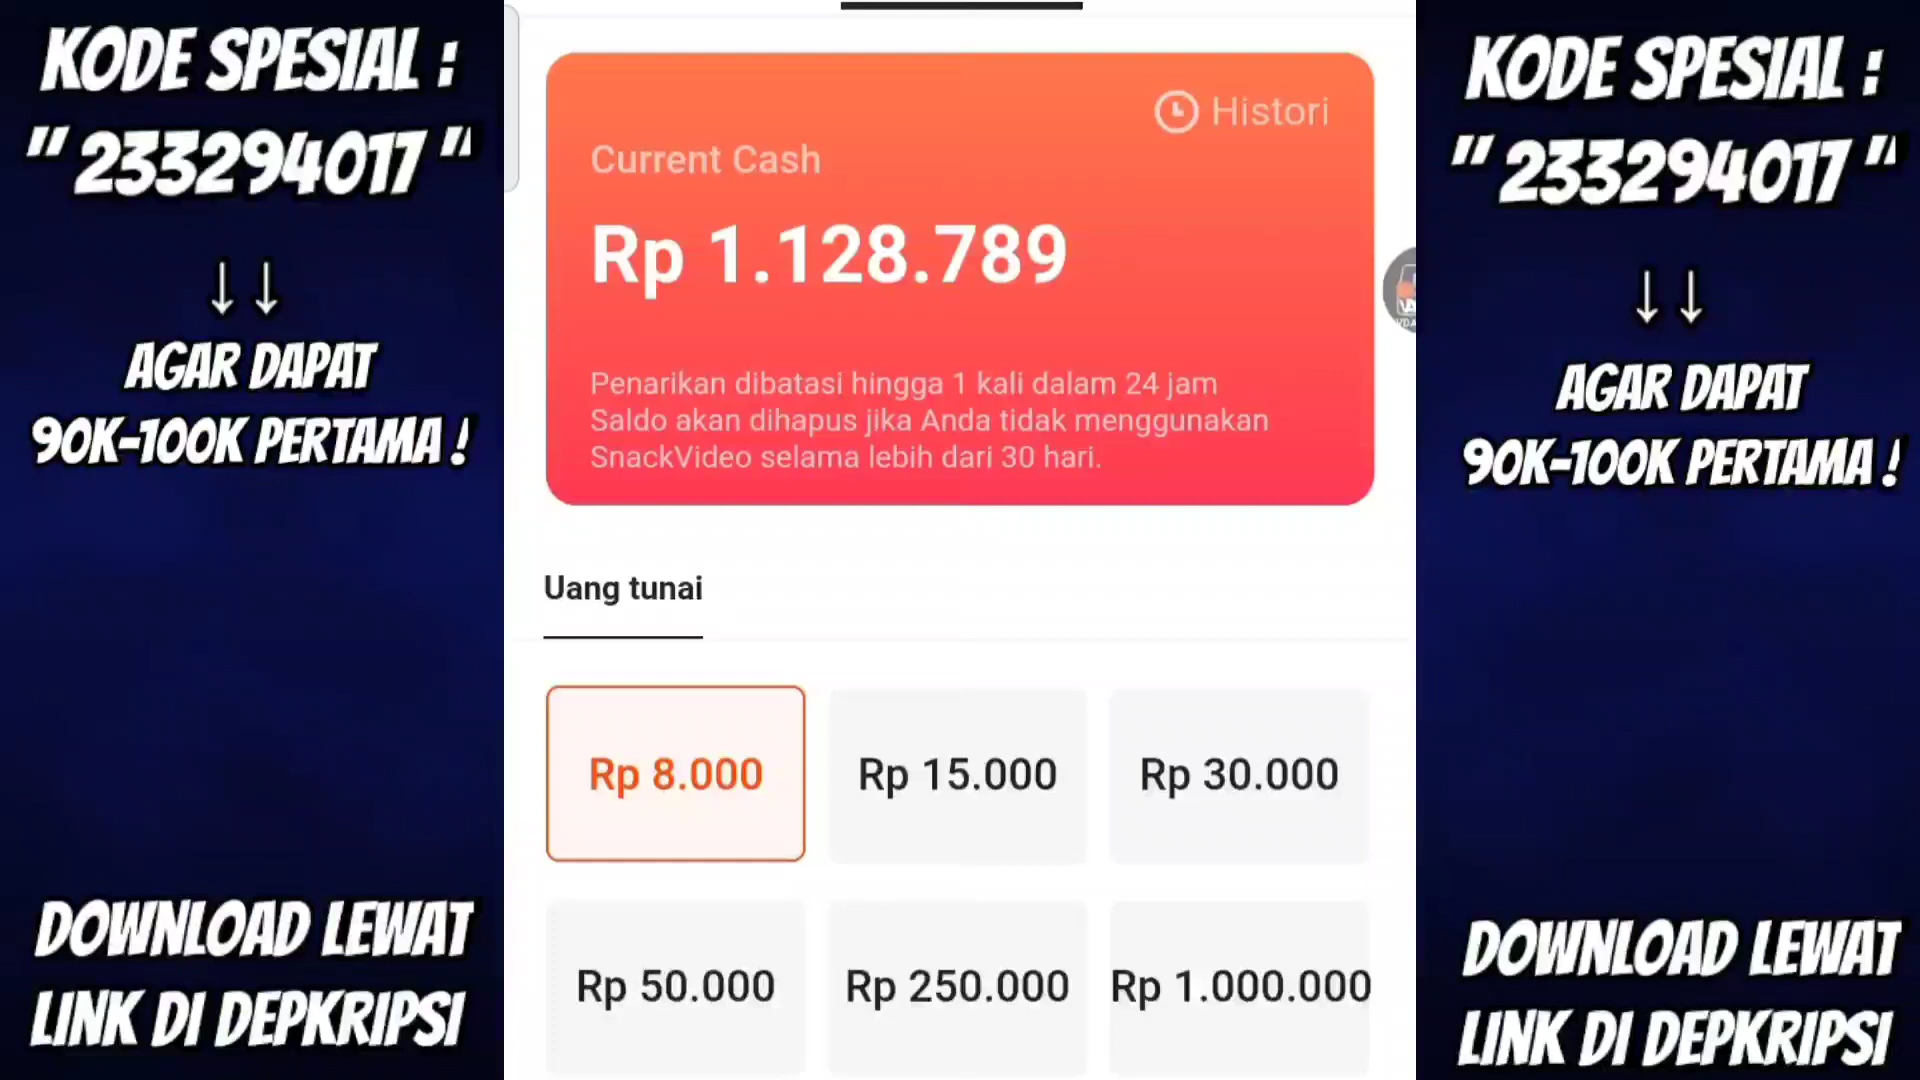 KODE SPESIAL :
" 233294017 "
↓↓
AGAR DAPAT
90K-100K PERTAMA !
DOWNLOAD LEWAT
LINK DI DEPKRIPSI
Histori
Current Cash
Rp 1.128.789
Penarikan dibatasi hingga 1 kali dalam 24 jam
Saldo akan dihapus jika Anda tidak menggunakan
SnackVideo selama lebih dari 30 hari.
Uang tunai
Rp 8.000
Rp 15.000
Rp 30.000
Rp 50.000
Rp 250.000
Rp 1.000.000
KODE SPESIAL :
" 233294017 "
↓↓
AGAR DAPAT
90K-100K PERTAMA !
DOWNLOAD LEWAT
LINK DI DEPKRIPSI